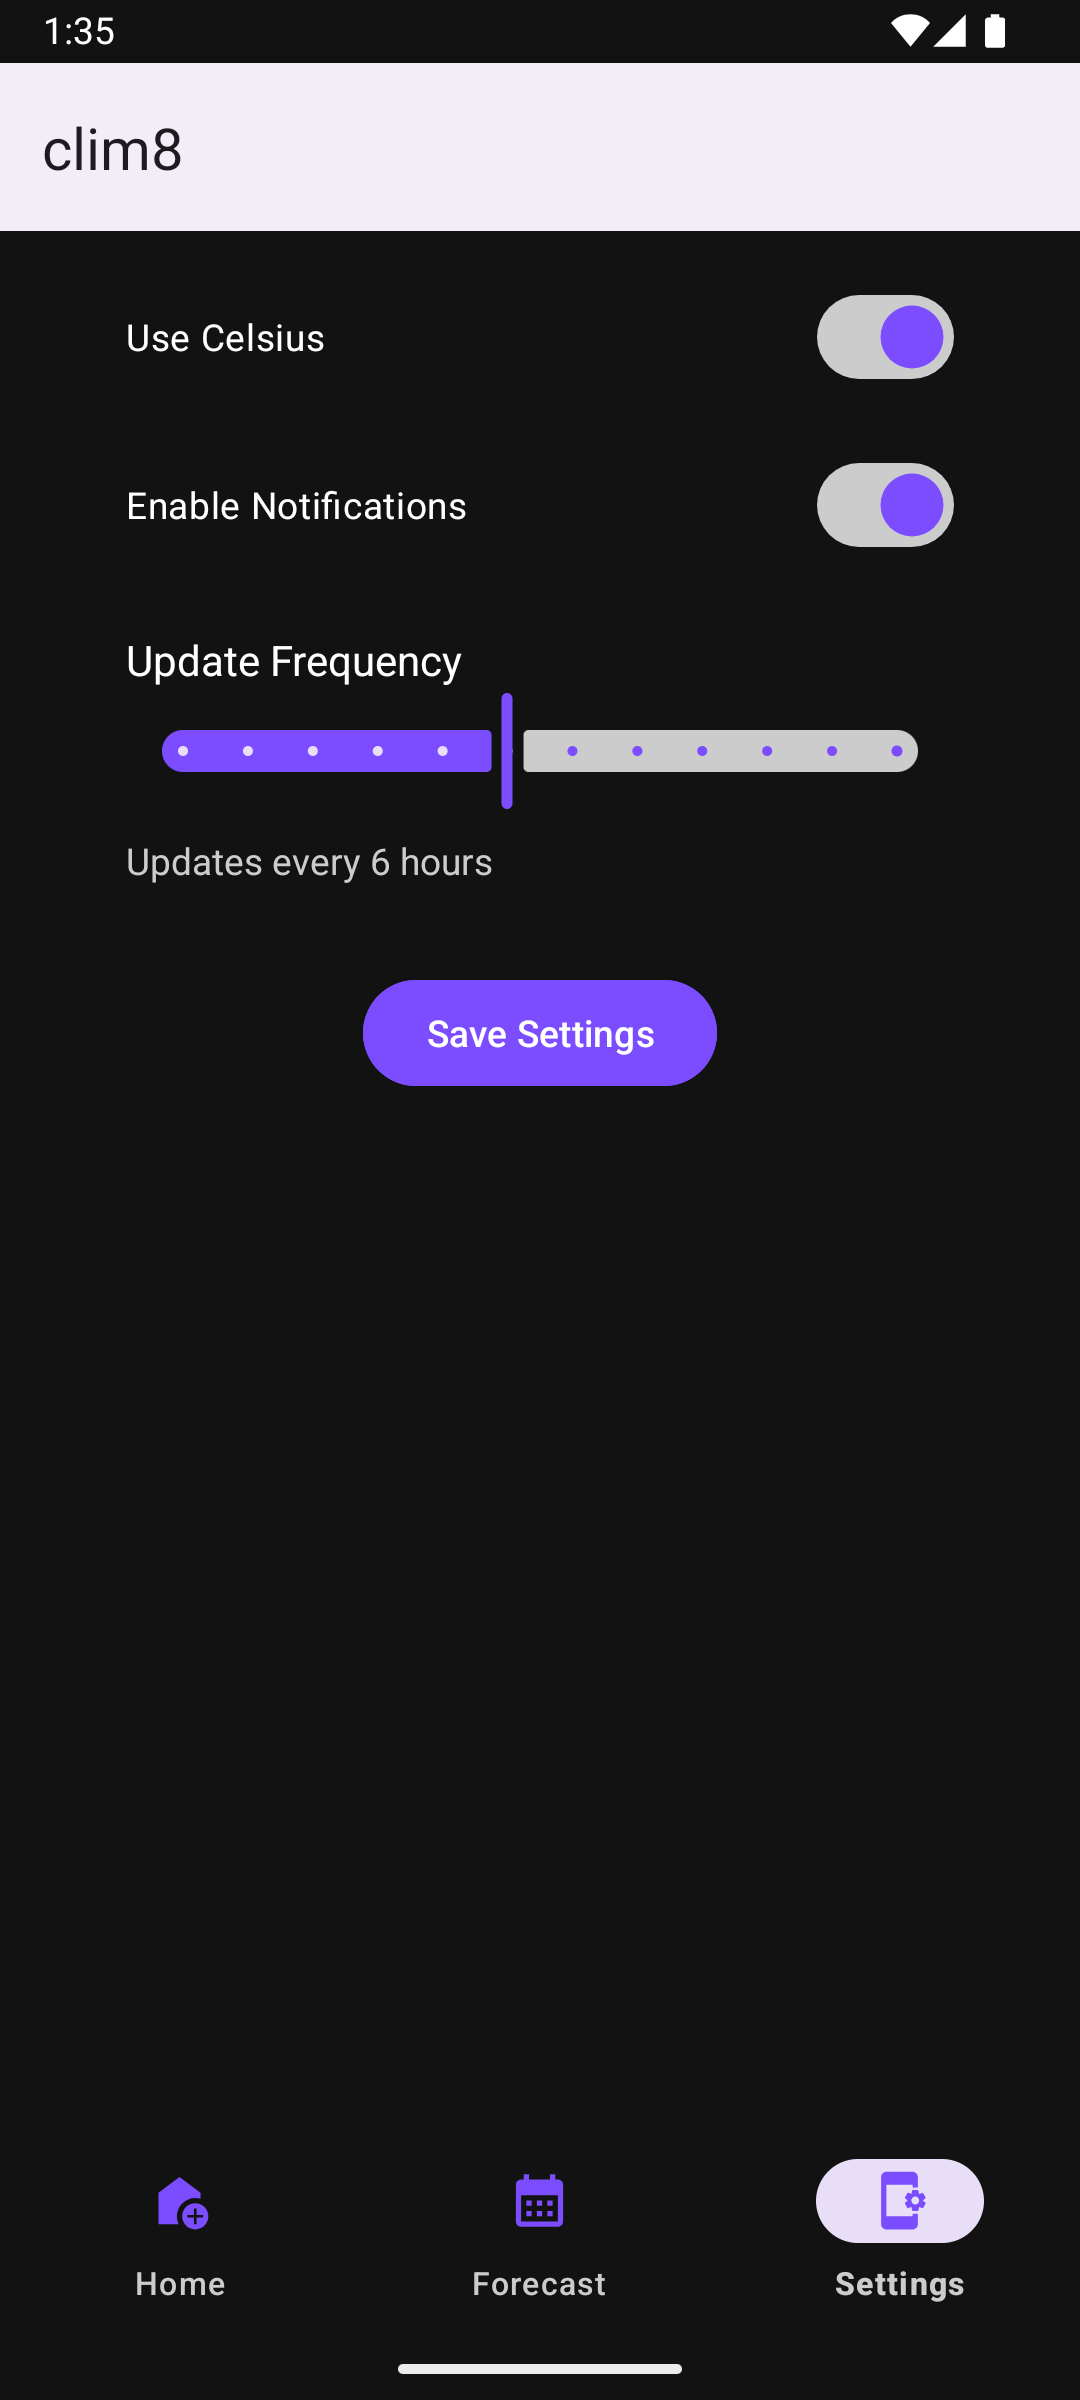 1:35
clim8
Use Celsius
Enable Notifications
Update Frequency
Updates every 6 hours
Save Settings
Home
Forecast
Settings